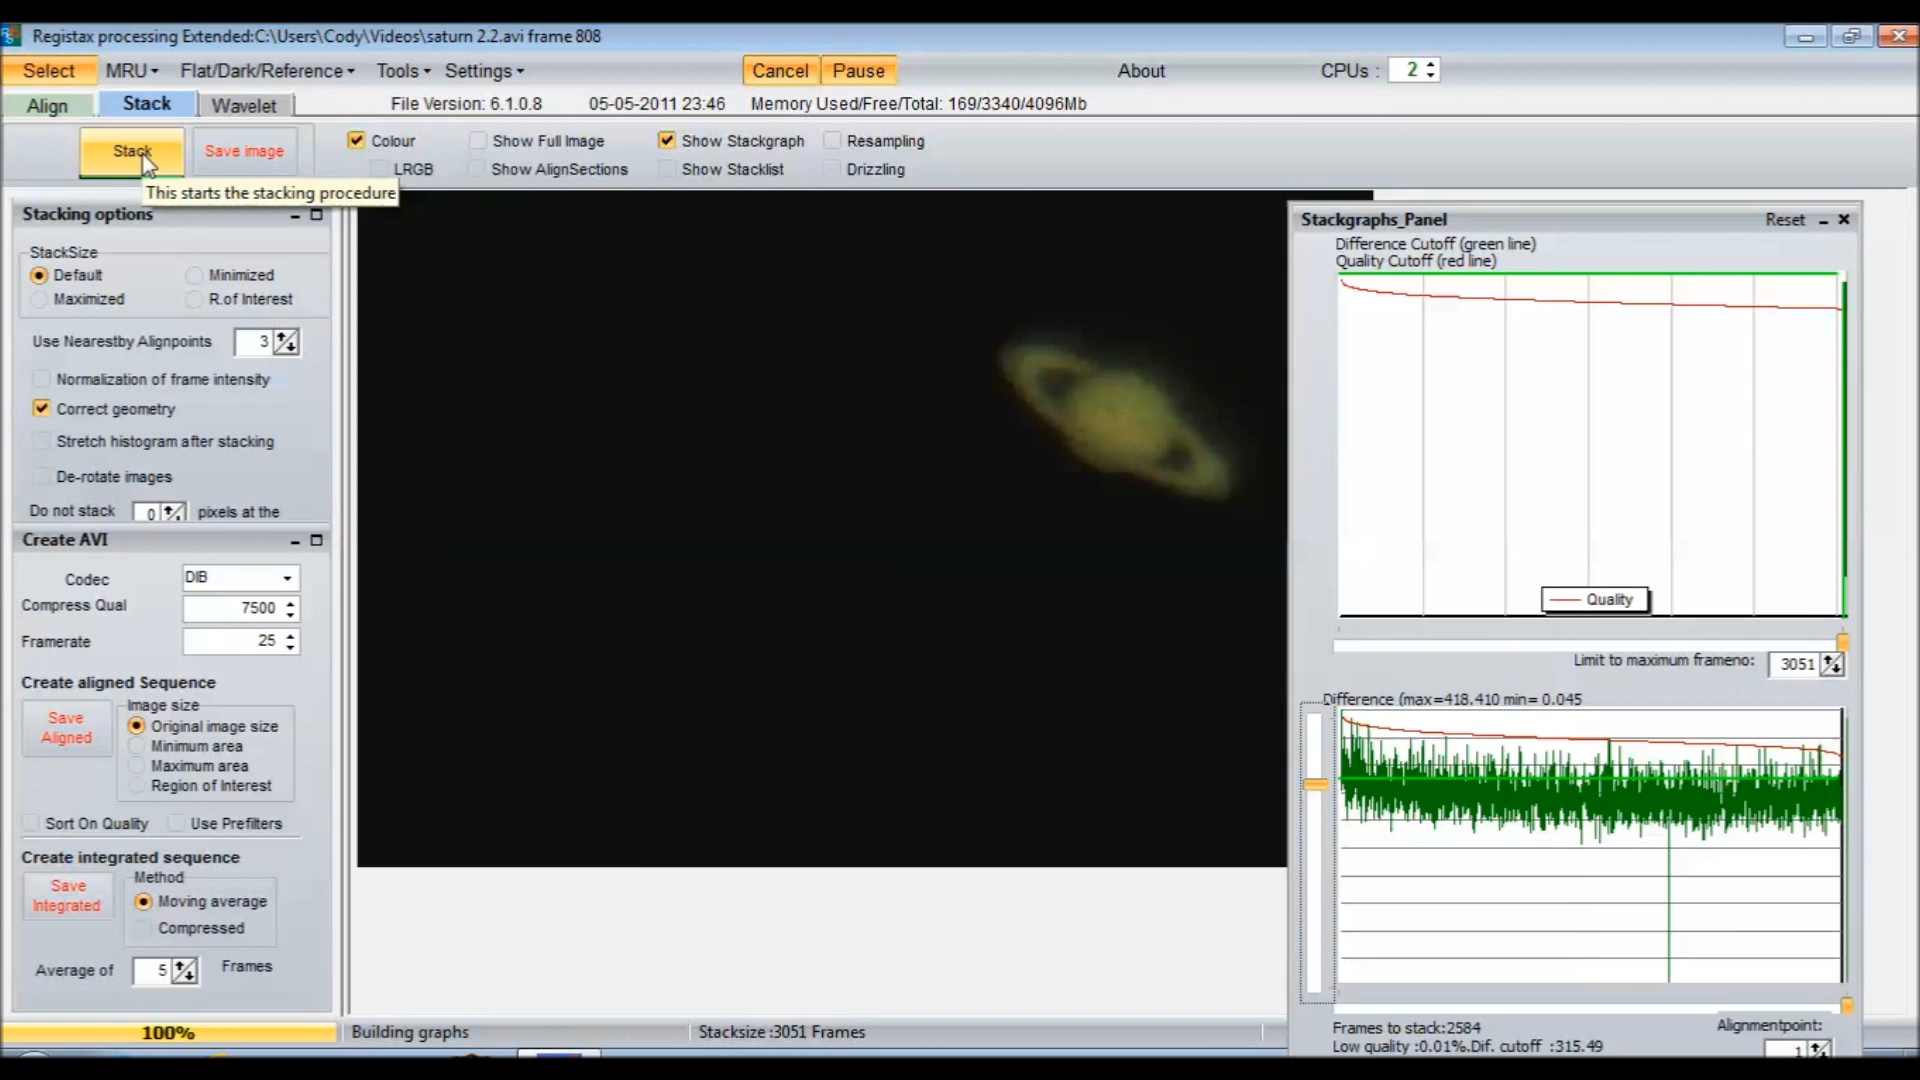 Registax processing Extended:C:\Users\Cody\Videos\saturn 2.2.avi frame 808
Select MRU Flat/Dark/Reference Tools Settings Cancel Pause About CPUs : 2
Align Stack Wavelet File Version: 6.1.0.8 05-05-2011 23:46 Memory Used/Free/Total: 169/3340/4096Mb
Stack Save image Colour Show Full Image Show Stackgraph Resampling
LRGB Show AlignSections Show Stacklist Drizzling
This starts the stacking procedure
Stacking options
StackSize
Default Minimized
Maximized R.of Interest
Use Nearestby Alignpoints 3
Normalization of frame intensity
Correct geometry
Stretch histogram after stacking
De-rotate images
Do not stack 0 pixels at the
Create AVI
Codec DIB
Compress Qual 7500
Framerate 25
Create aligned Sequence
Save Aligned
Image size
Original image size
Minimum area
Maximum area
Region of Interest
Sort On Quality Use Prefilters
Create integrated sequence
Save Integrated
Method
Moving average
Compressed
Average of 5 Frames
100% Building graphs Stacksize :3051 Frames
Stackgraphs_Panel Reset
Difference Cutoff (green line)
Quality Cutoff (red line)
Quality
Limit to maximum frameno: 3051
Difference (max=418.410 min= 0.045
Frames to stack:2584 Alignmentpoint:
Low quality :0.01%.Dif. cutoff :315.49 1